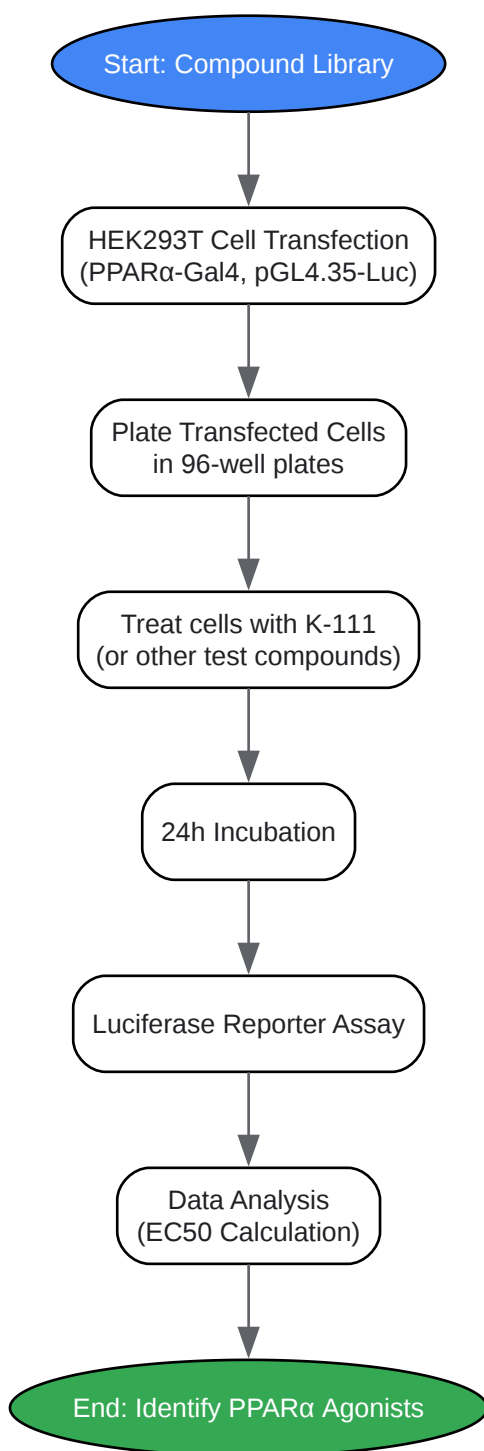 Start: Compound Library
HEK293T Cell Transfection
(PPARα-Gal4, pGL4.35-Luc)
Plate Transfected Cells
in 96-well plates
Treat cells with K-111
(or other test compounds)
24h Incubation
Luciferase Reporter Assay
Data Analysis
(EC50 Calculation)
End: Identify PPARα Agonists